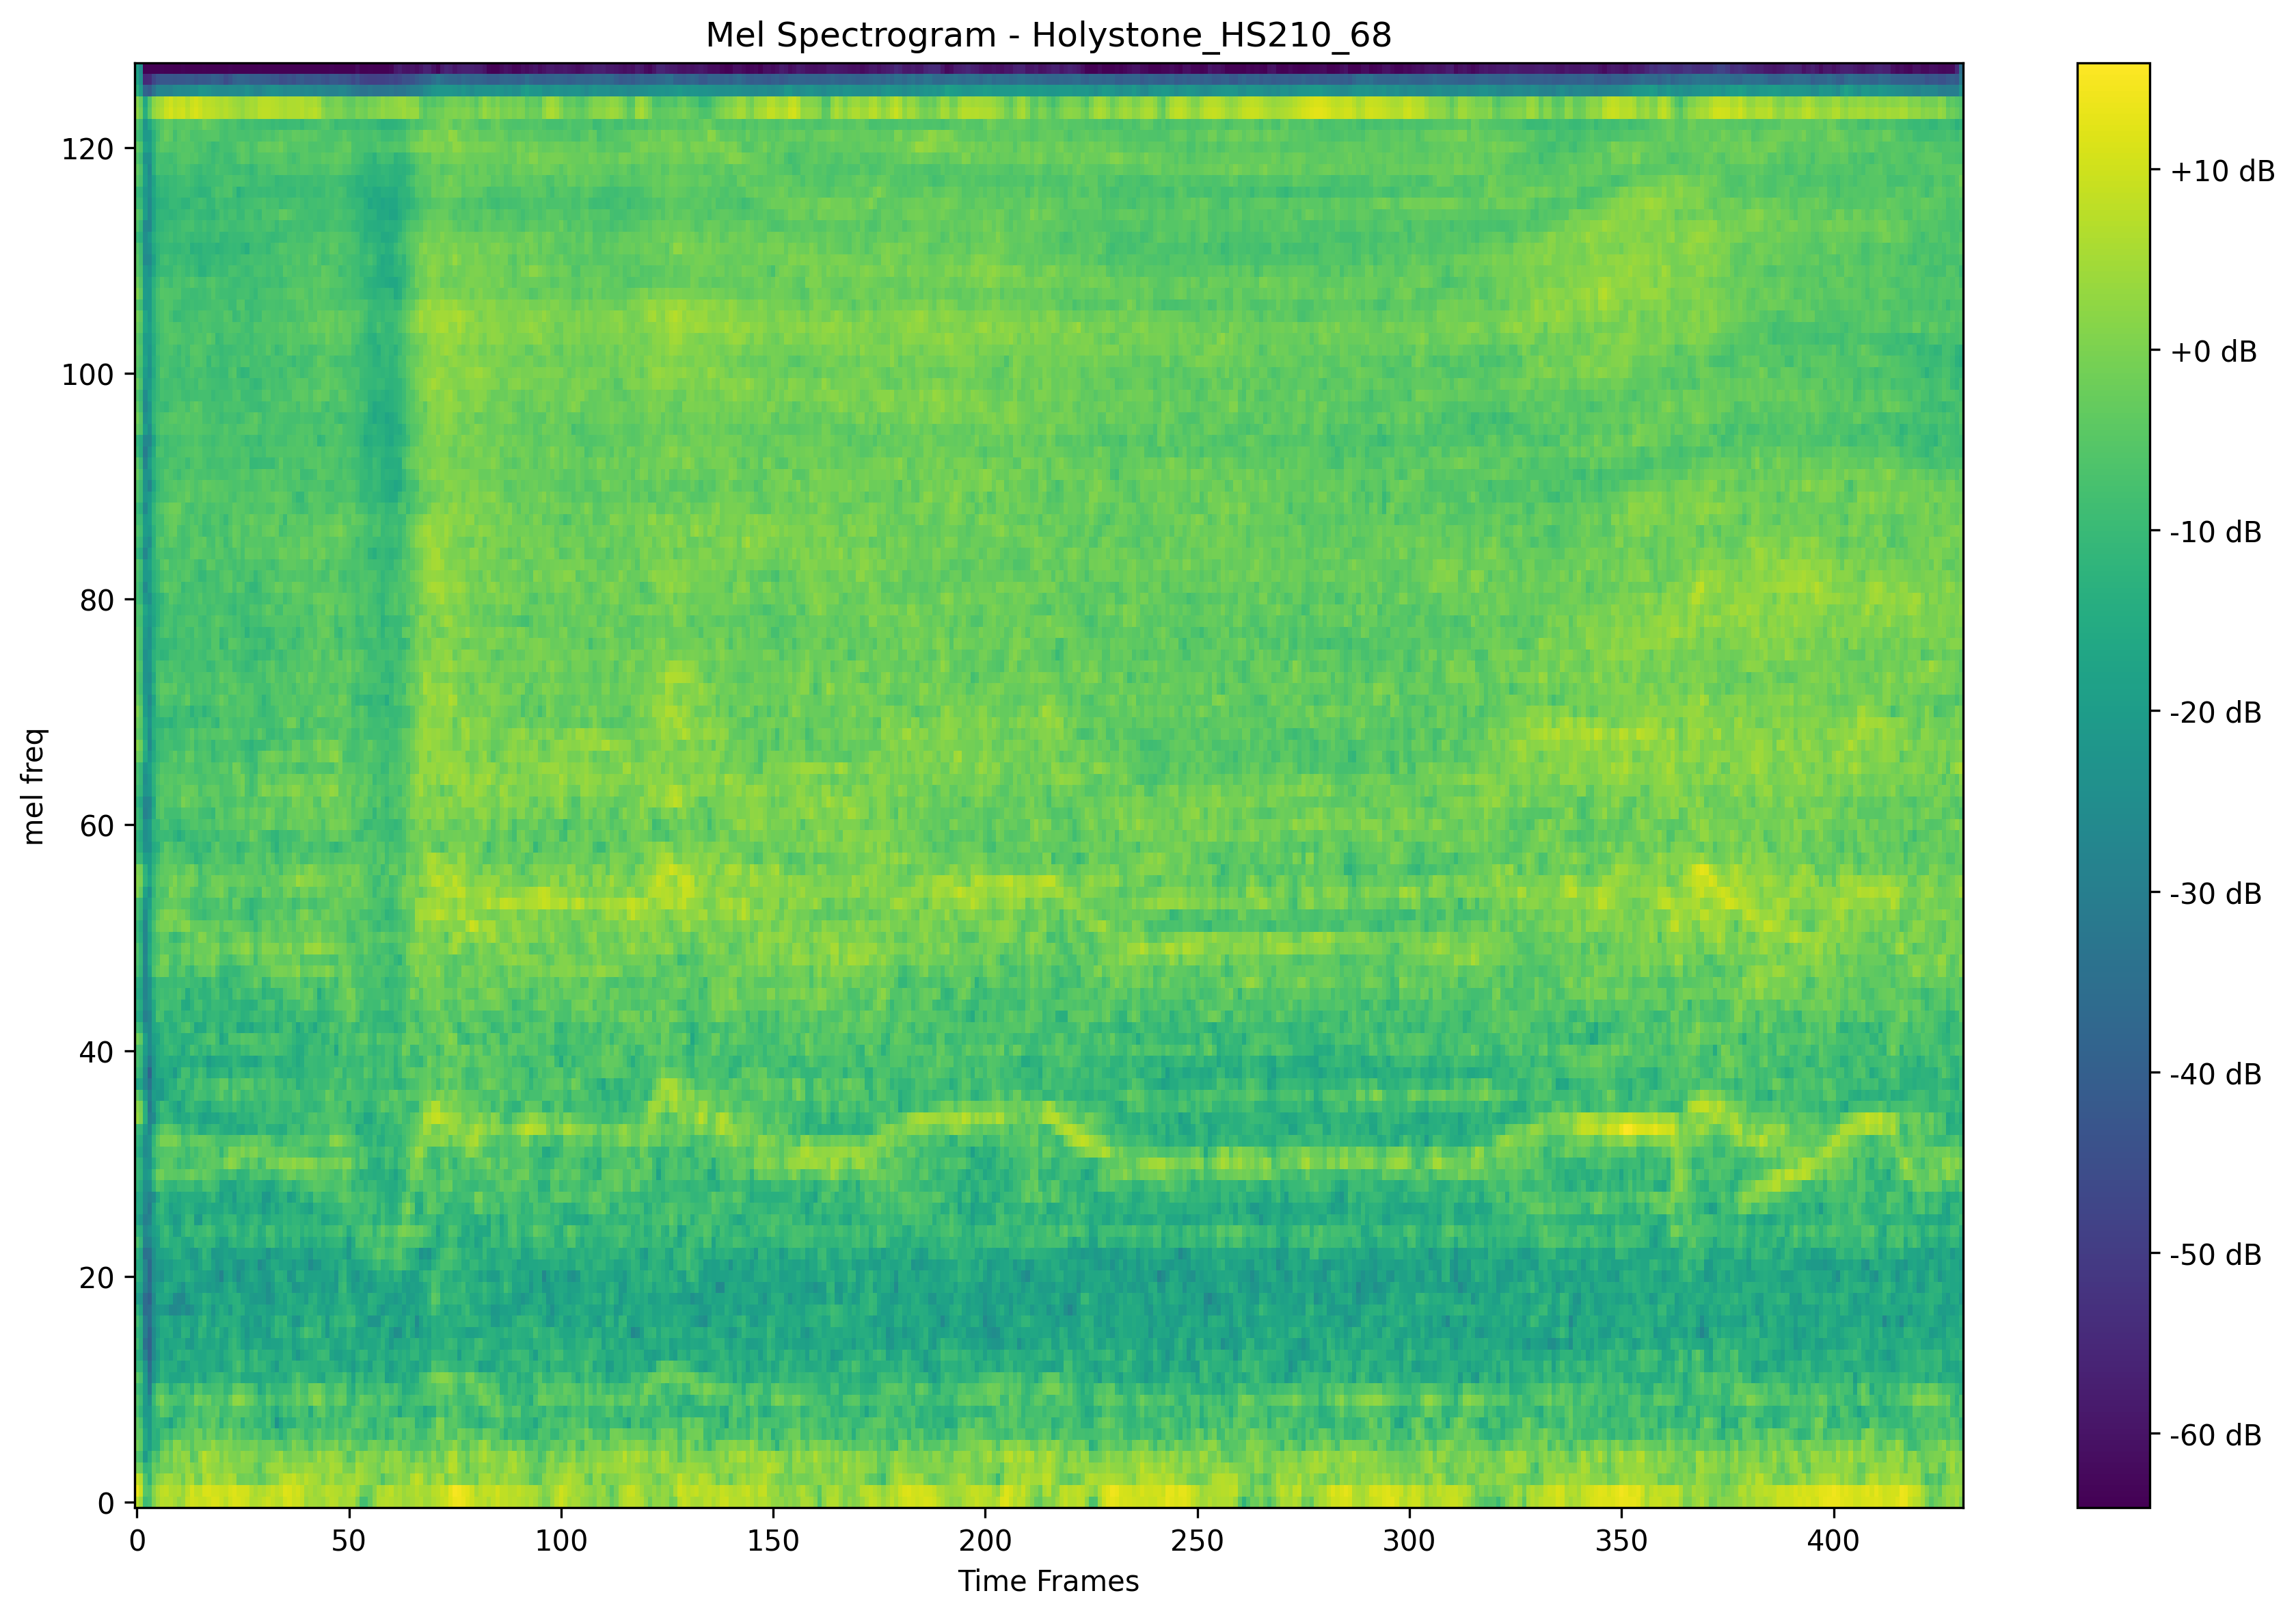 Mel Spectrogram - Holystone_HS210_68
mel freq
120
100
80
60
40
20
0
0 50 100 150 200 250 300 350 400
Time Frames
+10 dB
+0 dB
-10 dB
-20 dB
-30 dB
-40 dB
-50 dB
-60 dB